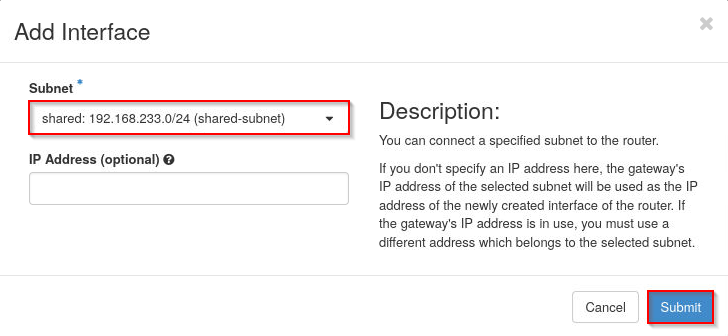 Add Interface
×
Subnet *
shared: 192.168.233.0/24 (shared-subnet)
IP Address (optional)
Description:
You can connect a specified subnet to the router.
If you don't specify an IP address here, the gateway's
IP address of the selected subnet will be used as the IP
address of the newly created interface of the router. If
the gateway's IP address is in use, you must use a
different address which belongs to the selected subnet.
Cancel
Submit